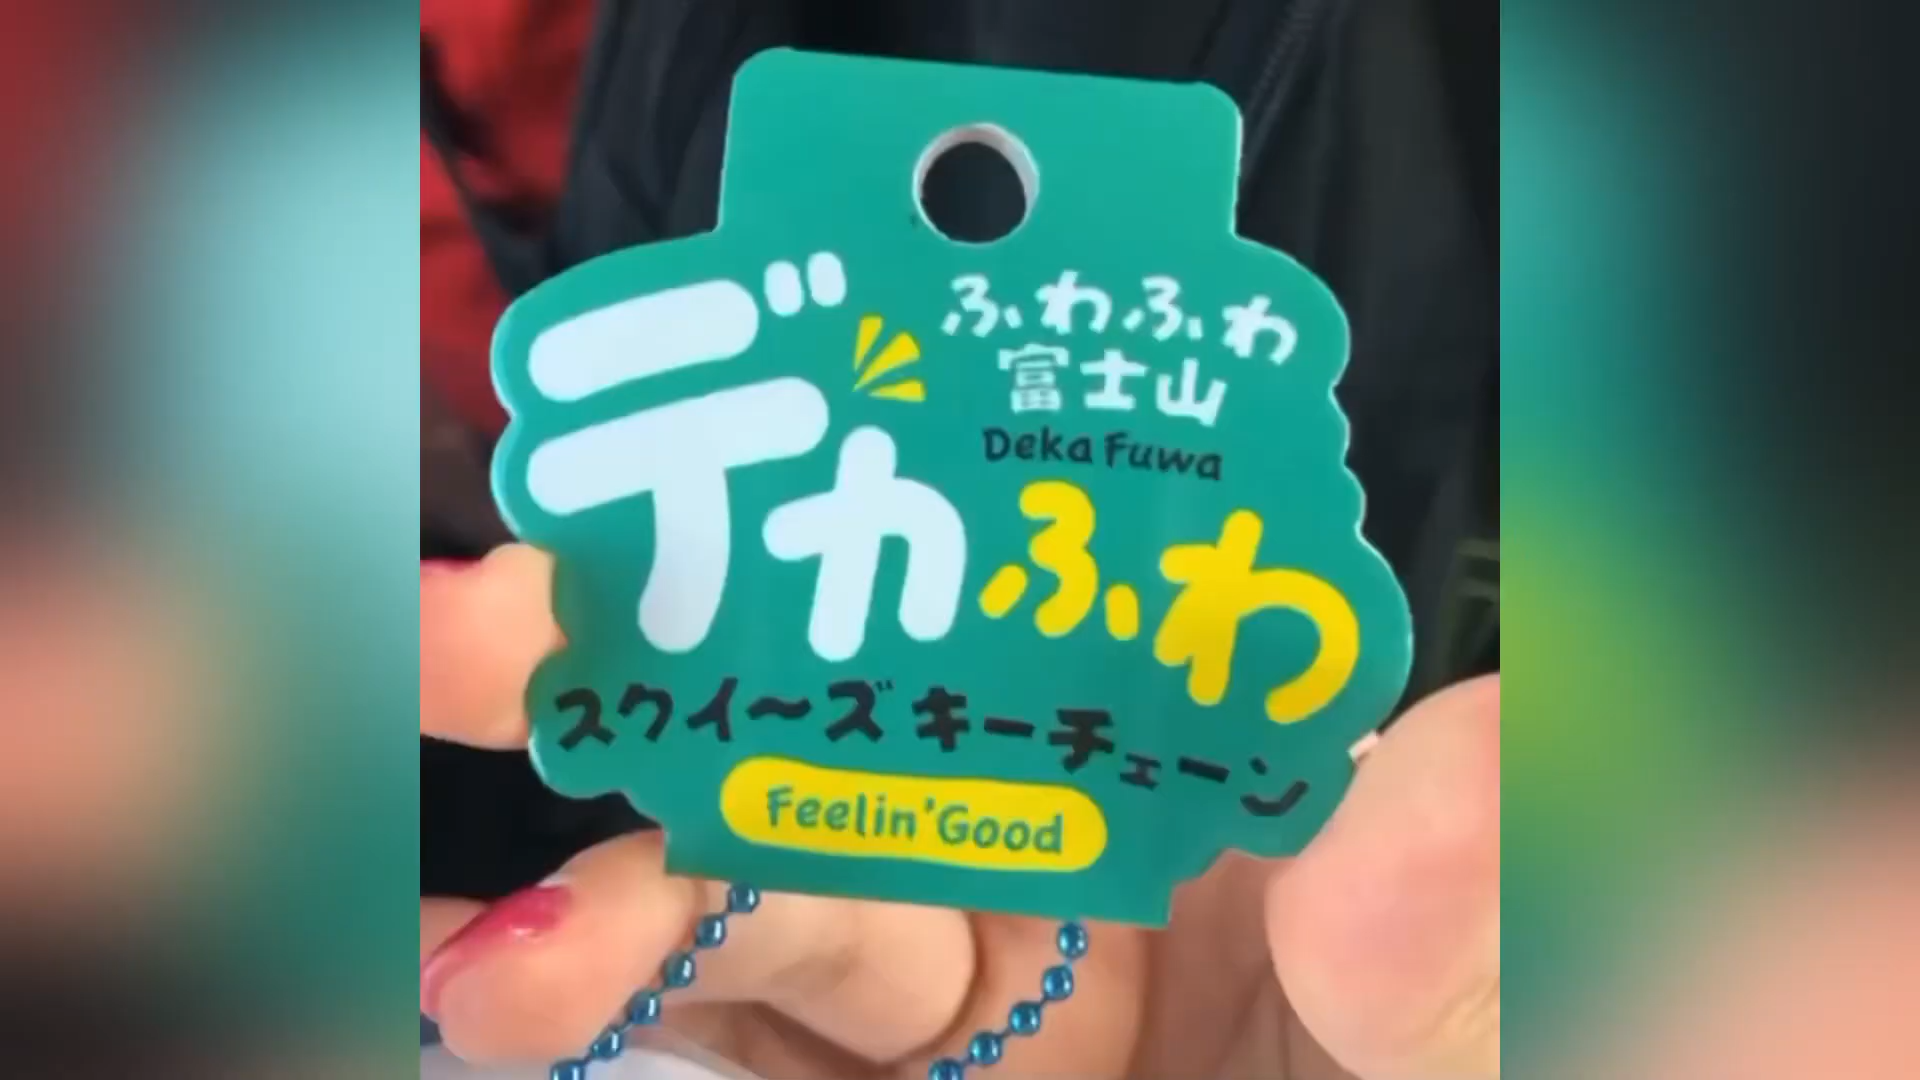 ふわふわ
富士山
Deka Fuwa
デカふわ
スクイ〜ズ キーチェーン
Feelin'Good